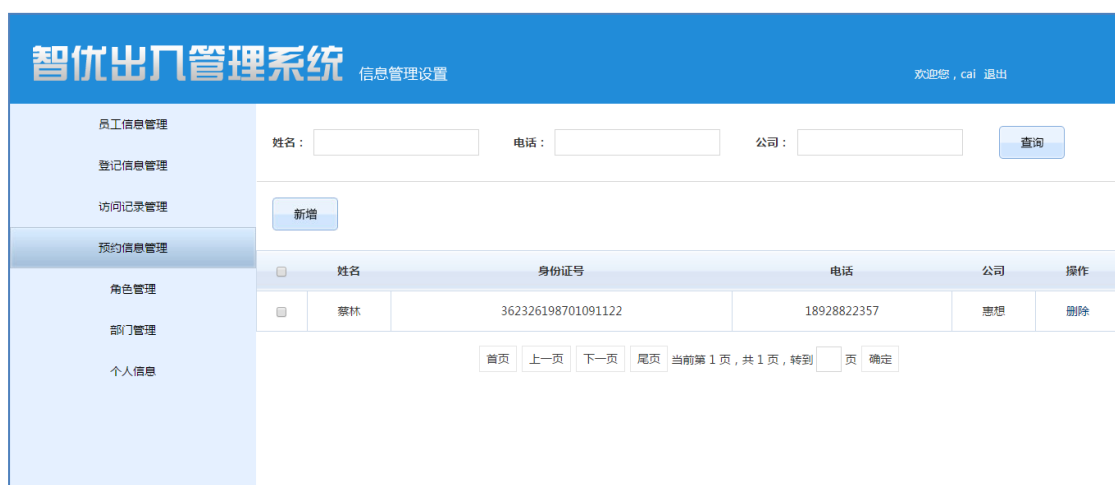 智优出入管理系统 信息管理设置
欢迎您，cai 退出
员工信息管理
登记信息管理
访问记录管理
预约信息管理
角色管理
部门管理
个人信息
姓名： 电话： 公司： 查询
新增
姓名 身份证号 电话 公司 操作
蔡林 362326198701091122 18928822357 惠想 删除
首页 上一页 下一页 尾页 当前第 1 页，共 1 页，转到 页 确定